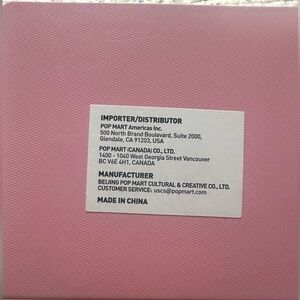 IMPORTER/DISTRIBUTOR
POP MART Americas Inc.
500 North Brand Boulevard, Suite 2000,
Glendale, CA 91203, USA
POP MART (CANADA) CO., LTD.
1400 - 1040 West Georgia Street Vancouver
BC V6E 4H1, CANADA
MANUFACTURER
BEIJING POP MART CULTURAL & CREATIVE CO., LTD.
CUSTOMER SERVICE: uscs@popmart.com
MADE IN CHINA